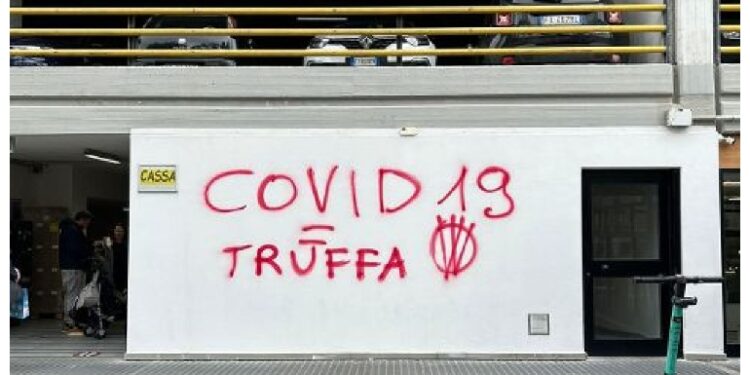 CASSA
COVID 19
=
TRUFFA